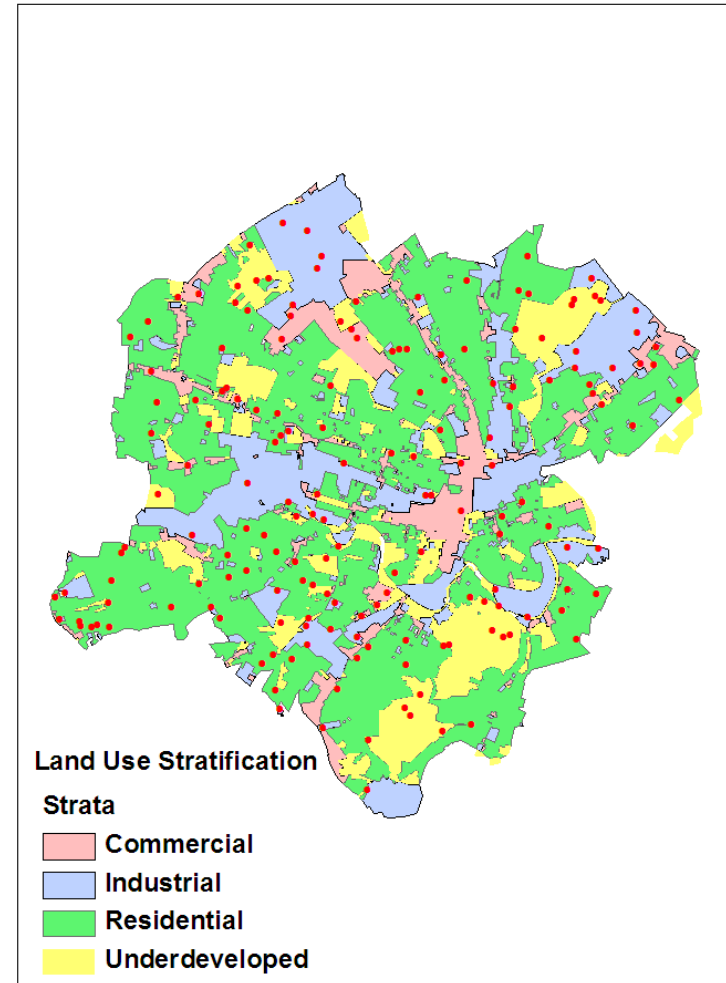 Land Use Stratification
Strata
Commercial
Industrial
Residential
Underdeveloped